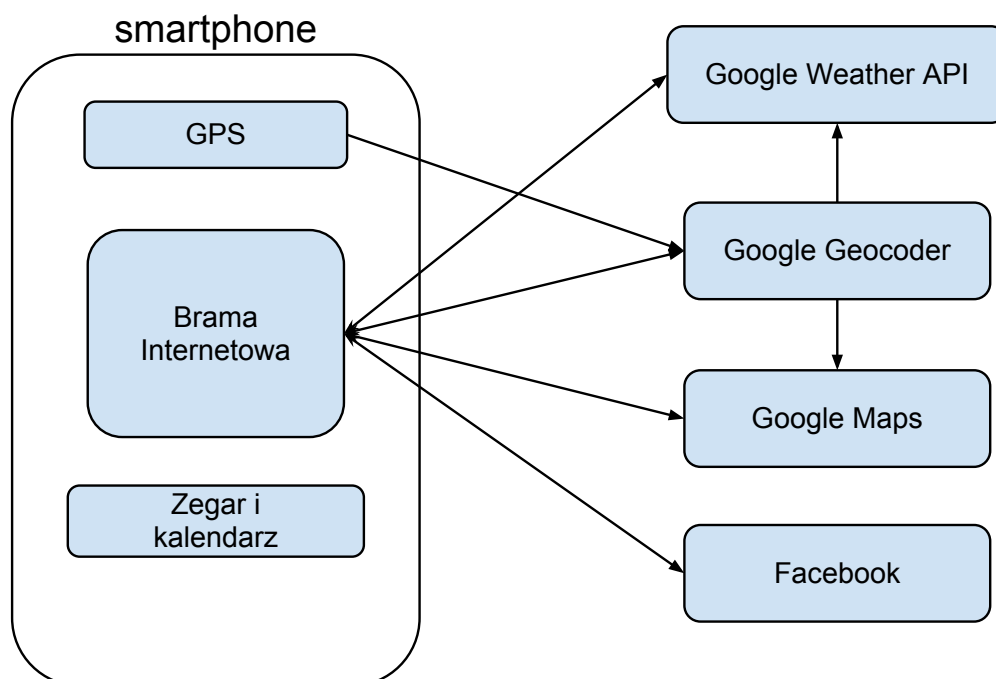 smartphone
GPS
Brama
Internetowa
Zegar i
kalendarz
Google Weather API
Google Geocoder
Google Maps
Facebook